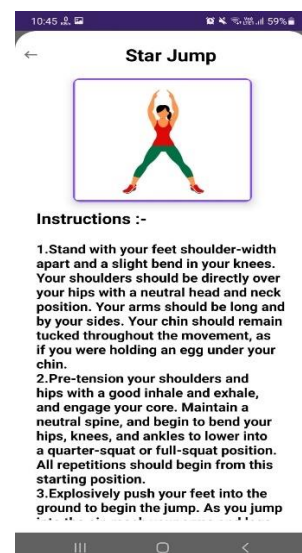 10:45
59%
Star Jump
Instructions :-
1.Stand with your feet shoulder-width
apart and a slight bend in your knees.
Your shoulders should be directly over
your hips with a neutral head and neck
position. Your arms should be long and
by your sides. Your chin should remain
tucked throughout the movement, as
if you were holding an egg under your
chin.
2.Pre-tension your shoulders and
hips with a good inhale and exhale,
and engage your core. Maintain a
neutral spine, and begin to bend your
hips, knees, and ankles to lower into
a quarter-squat or full-squat position.
All repetitions should begin from this
starting position.
3.Explosively push your feet into the
ground to begin the jump. As you jump